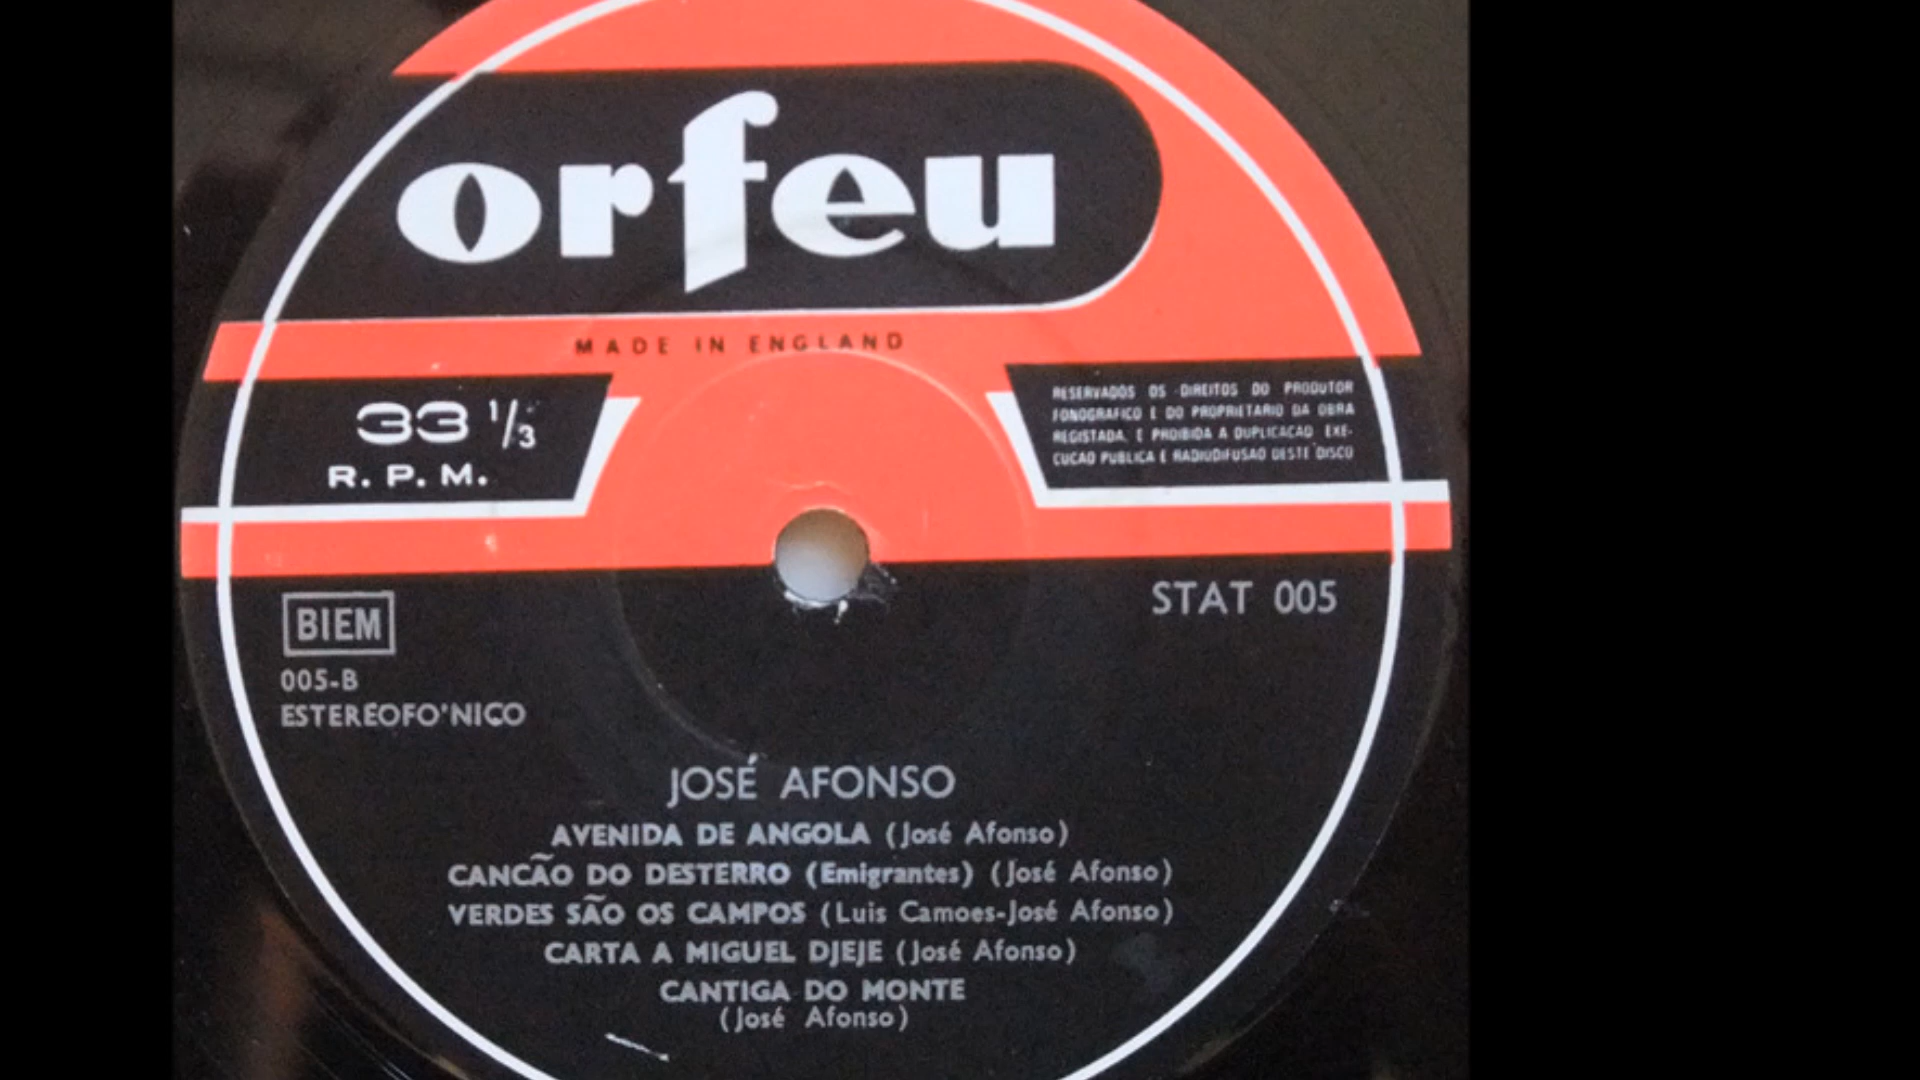 orfeu
MADE IN ENGLAND
33 1/3
R. P. M.
RESERVADOS OS DIREITOS DO PRODUTOR
FONOGRAFICO E DO PROPRIETARIO DA OBRA
REGISTADA, E PROIBIDA A DUPLICACAO EXE-
CUCAO PUBLICA E RADIODIFUSAO DESTE DISCO
BIEM
005-B
ESTEREOFO'NICO
STAT 005
JOSÉ AFONSO
AVENIDA DE ANGOLA (José Afonso)
CANCÃO DO DESTERRO (Emigrantes) (José Afonso)
VERDES SÃO OS CAMPOS (Luis Camoes-José Afonso)
CARTA A MIGUEL DJEJE (José Afonso)
CANTIGA DO MONTE
(José Afonso)